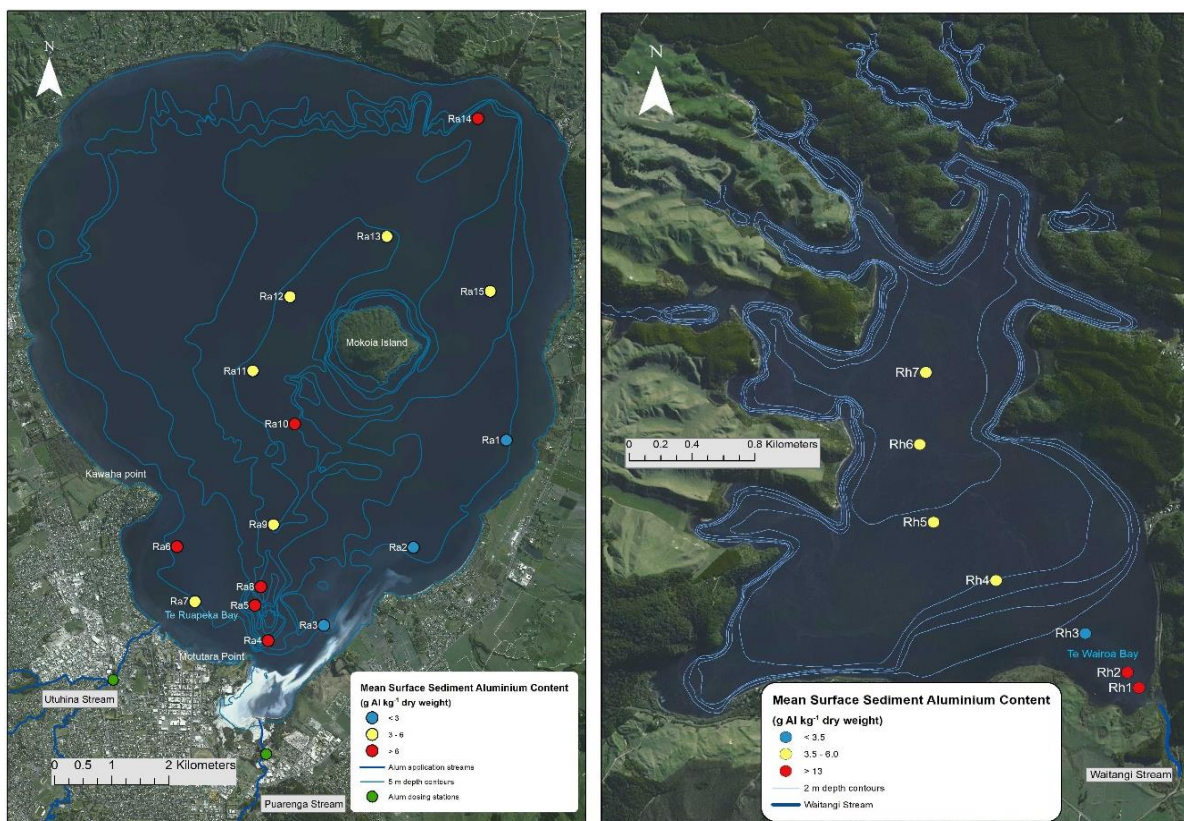 N
Ra14
Ra13
Ra15
Ra12
Mokoia Island
Ra11
Ra10
Ra1
Kawaha point
Ra9
Ra6
Ra2
Ra8
Ra7
Ra5
Te Ruapeka Bay
Ra3
Ra4
Motutara Point
Utuhina Stream
0 0.5 1 2 Kilometers
Puarenga Stream
Mean Surface Sediment Aluminium Content
(g Al kg-1 dry weight)
< 3
3 - 6
> 6
Alum application streams
5 m depth contours
Alum dosing stations
N
Rh7
0 0.2 0.4 0.8 Kilometers
Rh6
Rh5
Rh4
Rh3
Te Wairoa Bay
Rh2
Rh1
Waitangi Stream
Mean Surface Sediment Aluminium Content
(g Al kg-1 dry weight)
< 3.5
3.5 - 6.0
> 13
2 m depth contours
Waitangi Stream